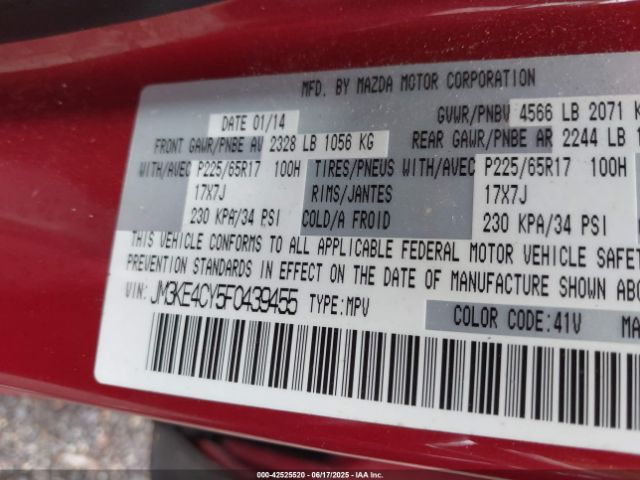 MFD. BY MAZDA MOTOR CORPORATION
DATE 01/14 GVWR/PNBV 4566 LB 2071
FRONT GAWR/PNBE AV 2328 LB 1056 KG REAR GAWR/PNBE AR 2244 LB
WITH/AVEC P225/65R17 100H TIRES/PNEUS WITH/AVEC P225/65R17 100H
17X7J RIMS/JANTES 17X7J
230 KPA/34 PSI COLD/A FROID 230 KPA/34 PSI
THIS VEHICLE CONFORMS TO ALL APPLICABLE FEDERAL MOTOR VEHICLE SAFET
PREVENTION STANDARDS IN EFFECT ON THE DATE OF MANUFACTURE SHOWN ABO
VIN: JM3KE4CY5F0439455 TYPE:MPV COLOR CODE:41V
000-42525520 06/17/2025 IAAI.COM